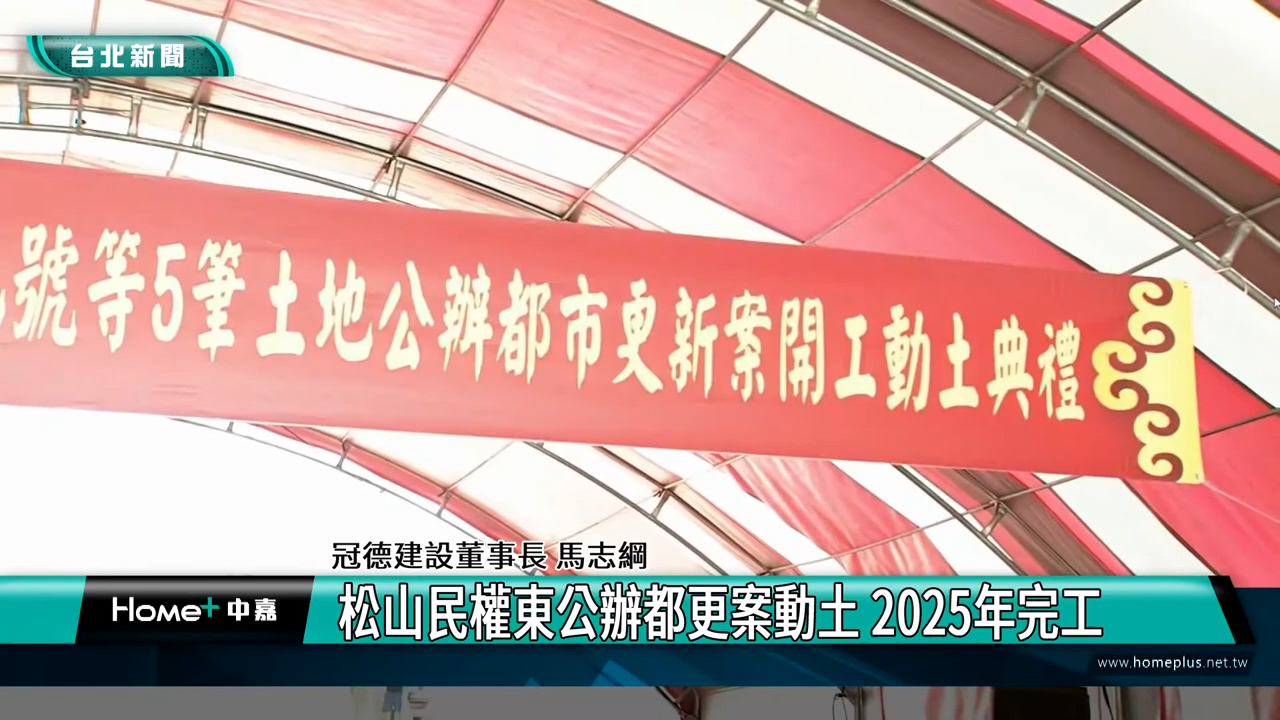 台北新聞
號等5筆土地公辦都市更新案開工動土典禮
冠德建設董事長 馬志綱
Home+ 中嘉
松山民權東公辦都更案動土 2025年完工
www.homeplus.net.tw